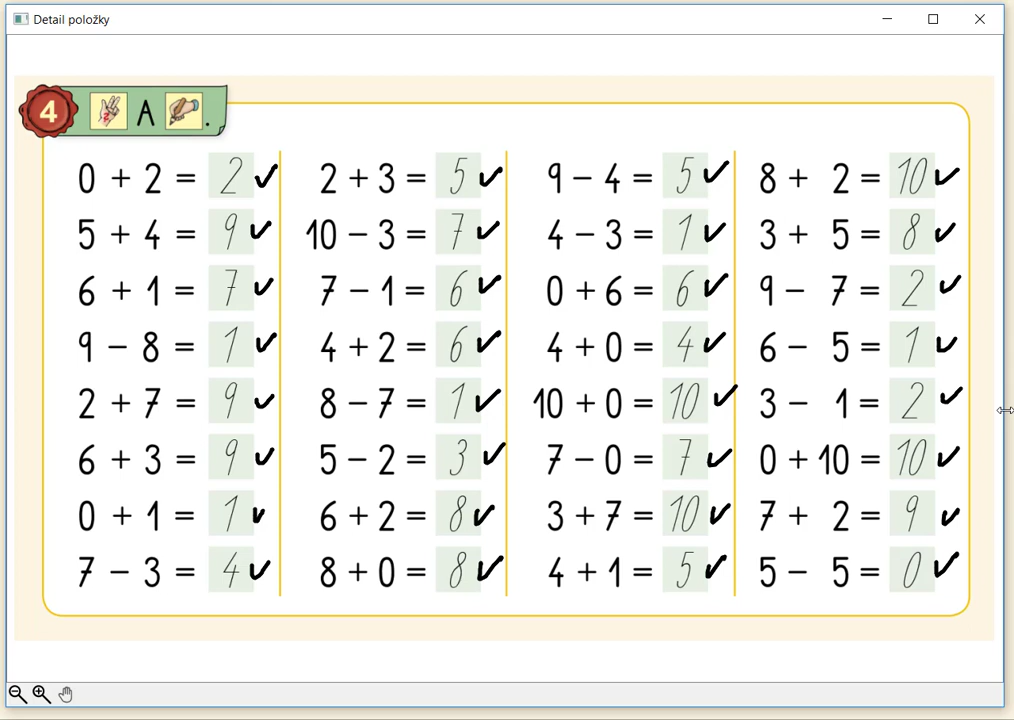 Detail položky
4 2 A .
0 + 2 = 2 ✓ 2 + 3 = 5 ✓ 9 − 4 = 5 ✓ 8 + 2 = 10 ✓
5 + 4 = 9 ✓ 10 − 3 = 7 ✓ 4 − 3 = 1 ✓ 3 + 5 = 8 ✓
6 + 1 = 7 ✓ 7 − 1 = 6 ✓ 0 + 6 = 6 ✓ 9 − 7 = 2 ✓
9 − 8 = 1 ✓ 4 + 2 = 6 ✓ 4 + 0 = 4 ✓ 6 − 5 = 1 ✓
2 + 7 = 9 ✓ 8 − 7 = 1 ✓ 10 + 0 = 10 ✓ 3 − 1 = 2 ✓
6 + 3 = 9 ✓ 5 − 2 = 3 ✓ 7 − 0 = 7 ✓ 0 + 10 = 10 ✓
0 + 1 = 1 ✓ 6 + 2 = 8 ✓ 3 + 7 = 10 ✓ 7 + 2 = 9 ✓
7 − 3 = 4 ✓ 8 + 0 = 8 ✓ 4 + 1 = 5 ✓ 5 − 5 = 0 ✓